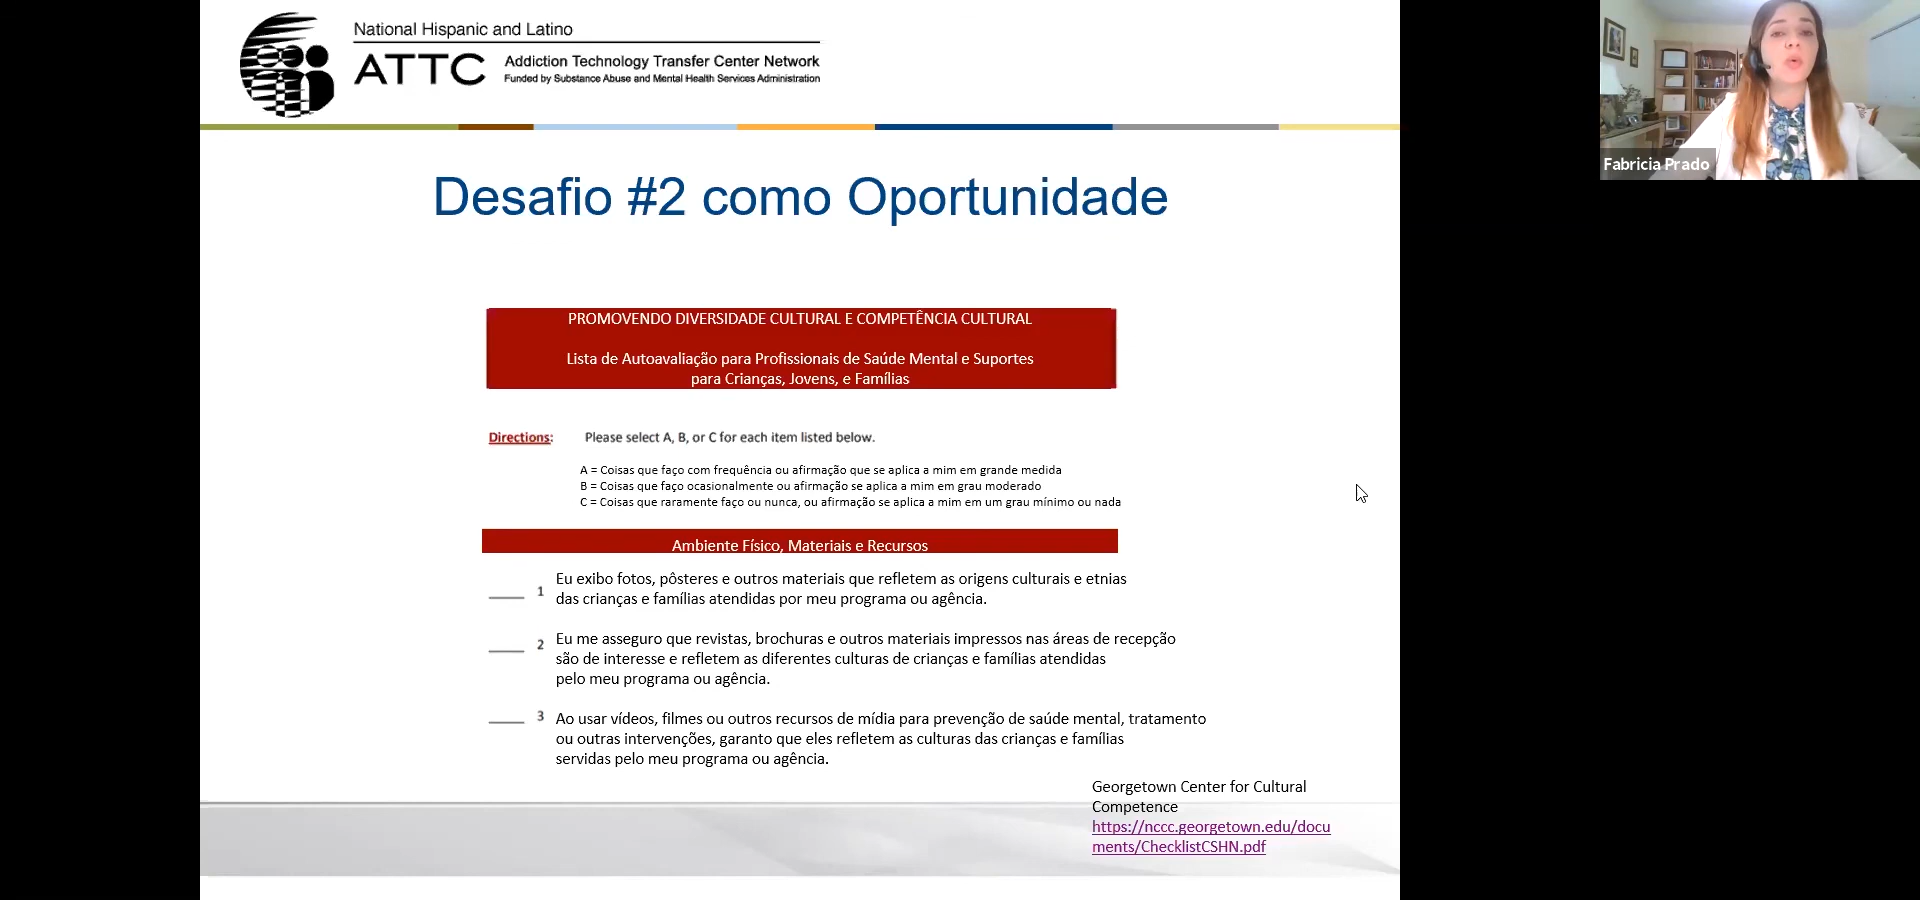 National Hispanic and Latino
ATTC
Addiction Technology Transfer Center Network
Funded by Substance Abuse and Mental Health Services Administration
Fabricia Prado
Desafio #2 como Oportunidade
PROMOVENDO DIVERSIDADE CULTURAL E COMPETÊNCIA CULTURAL
Lista de Autoavaliação para Profissionais de Saúde Mental e Suportes
para Crianças, Jovens, e Famílias
Directions: Please select A, B, or C for each item listed below.
A = Coisas que faço com frequência ou afirmação que se aplica a mim em grande medida
B = Coisas que faço ocasionalmente ou afirmação se aplica a mim em grau moderado
C = Coisas que raramente faço ou nunca, ou afirmação se aplica a mim em um grau mínimo ou nada
Ambiente Físico, Materiais e Recursos
____ 1 Eu exibo fotos, pôsteres e outros materiais que refletem as origens culturais e etnias
das crianças e famílias atendidas por meu programa ou agência.
____ 2 Eu me asseguro que revistas, brochuras e outros materiais impressos nas áreas de recepção
são de interesse e refletem as diferentes culturas de crianças e famílias atendidas
pelo meu programa ou agência.
____ 3 Ao usar vídeos, filmes ou outros recursos de mídia para prevenção de saúde mental, tratamento
ou outras intervenções, garanto que eles refletem as culturas das crianças e famílias
servidas pelo meu programa ou agência.
Georgetown Center for Cultural
Competence
https://nccc.georgetown.edu/docu
ments/ChecklistCSHN.pdf